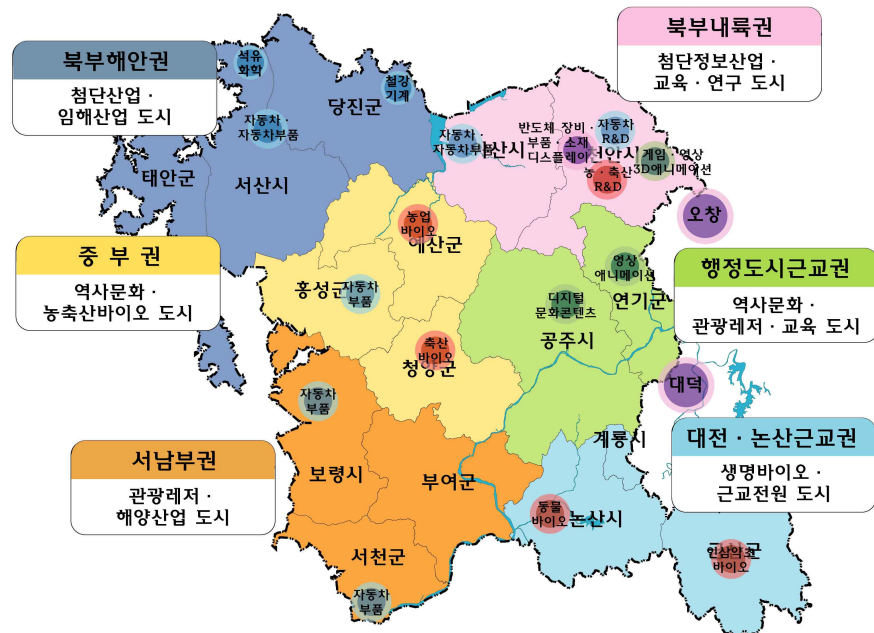 북부해안권
첨단산업 ·
임해산업 도시
북부내륙권
첨단정보산업 ·
교육 · 연구 도시
중 부 권
역사문화 ·
농축산바이오 도시
행정도시근교권
역사문화 ·
관광레저 · 교육 도시
서남부권
관광레저 ·
해양산업 도시
대전 · 논산근교권
생명바이오 ·
근교전원 도시
석유
화학
당진군
철강
기계
자동차 ·
자동차부품
태안군
서산시
자동차 ·
자동차부품
산시
반도체 장비 ·
부품 · 소재
디스플레이
자동차
R&D
천안시
게임 영상
3D애니메이션
농 · 축산
R&D
오창
농업
바이오
예산군
홍성군
자동차
부품
영상
애니메이션
연기군
디지털
문화콘텐츠
공주시
축산
바이오
청양군
대덕
자동차
부품
보령시
부여군
계룡시
동물
바이오
논산시
서천군
자동차
부품
인삼약초
바이오
군